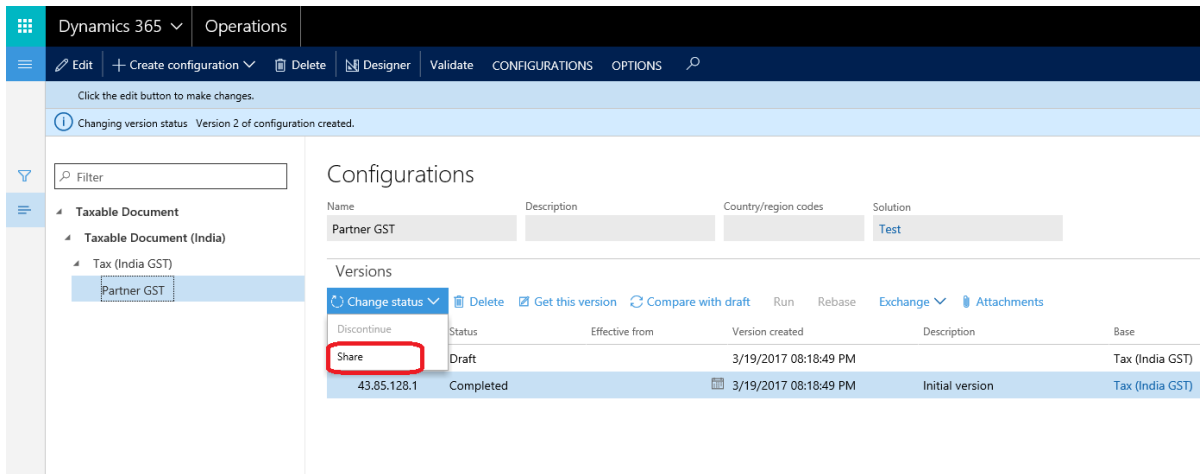 Dynamics 365 Operations
Edit Create configuration Delete Designer Validate CONFIGURATIONS OPTIONS
Click the edit button to make changes.
Changing version status Version 2 of configuration created.
Filter
Taxable Document
Taxable Document (India)
Tax (India GST)
Partner GST
Configurations
Name Description Country/region codes Solution
Partner GST Test
Versions
Change status Delete Get this version Compare with draft Run Rebase Exchange Attachments
Discontinue
Share
Status Effective from Version created Description Base
Draft 3/19/2017 08:18:49 PM Tax (India GST)
43.85.128.1 Completed 3/19/2017 08:18:49 PM Initial version Tax (India GST)